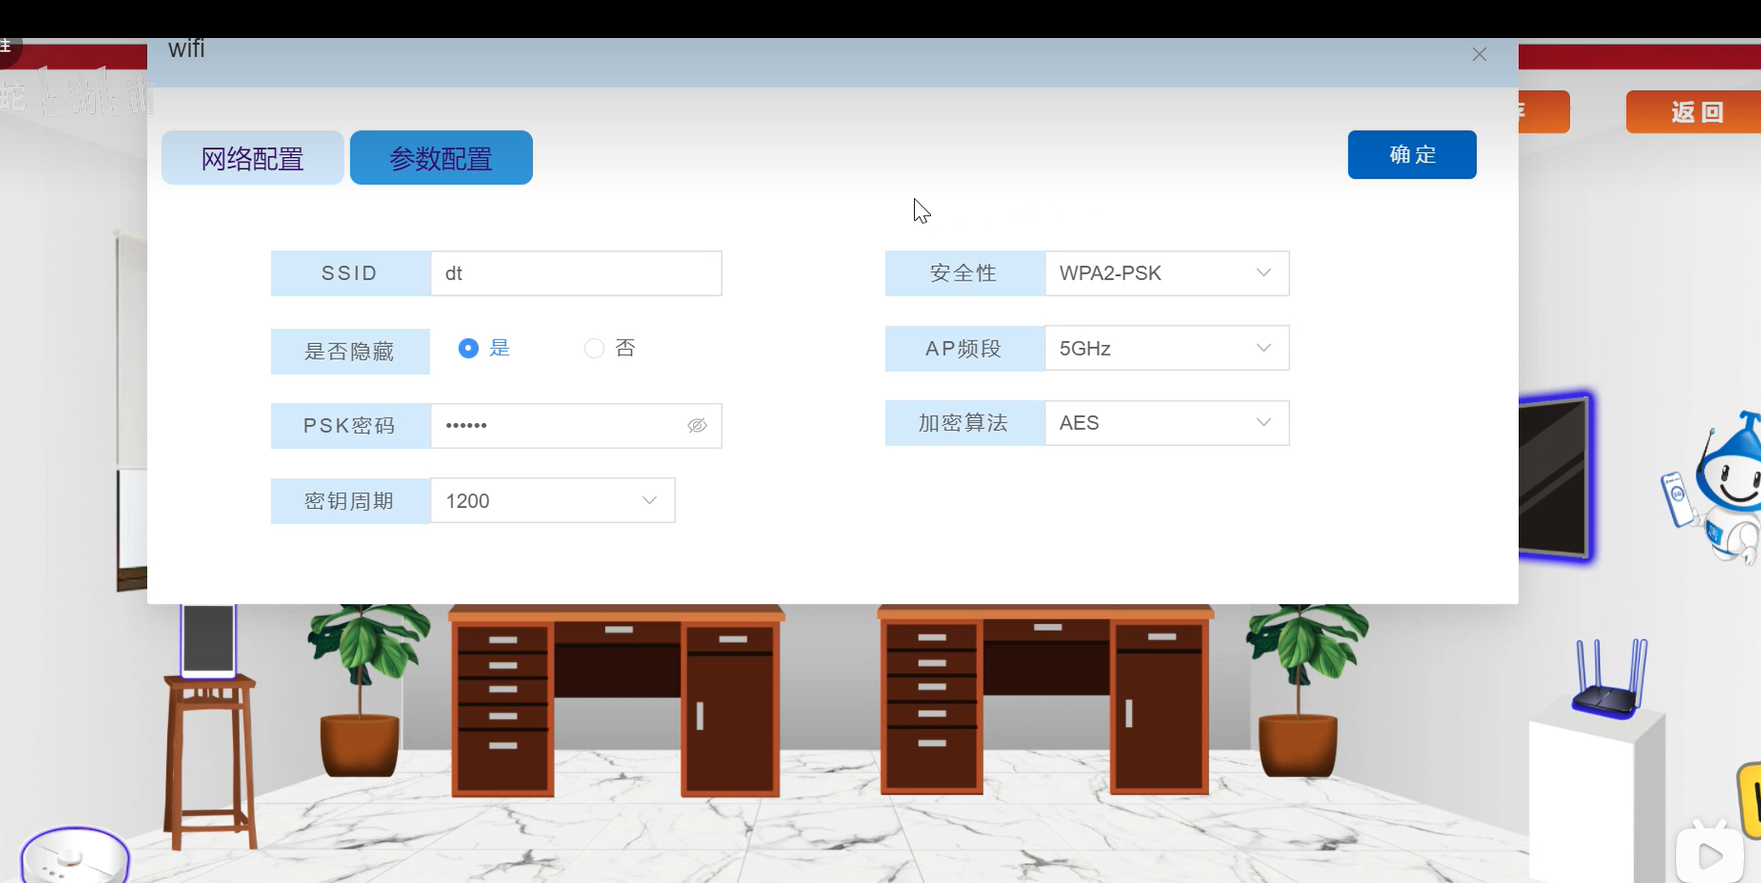 wifi
返回
网络配置
参数配置
确定
SSID
dt
安全性
WPA2-PSK
是否隐藏
是
否
AP频段
5GHz
PSK密码
••••••
加密算法
AES
密钥周期
1200